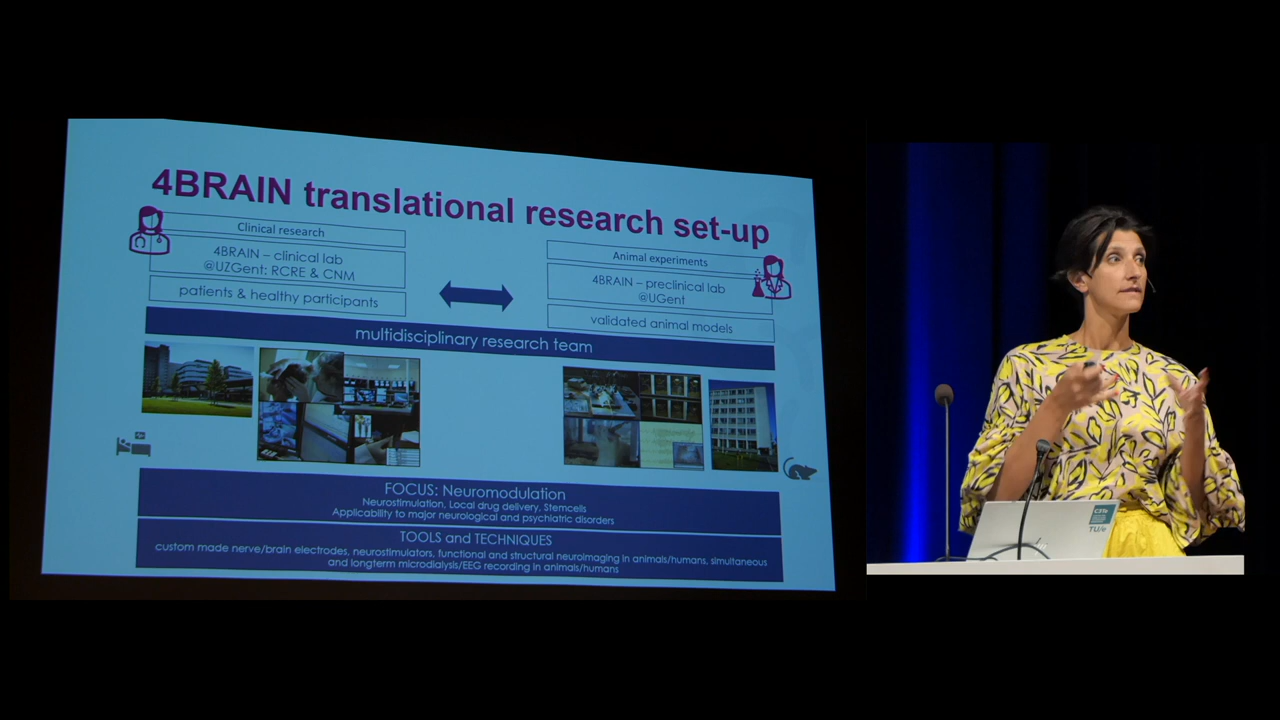 4BRAIN translational research set-up
Clinical research
4BRAIN – clinical lab
@UZGent: RCRE & CNM
patients & healthy participants
Animal experiments
4BRAIN – preclinical lab
@UGent
validated animal models
multidisciplinary research team
FOCUS: Neuromodulation
Neurostimulation, Local drug delivery, Stemcells
Applicability to major neurological and psychiatric disorders
TOOLS and TECHNIQUES
custom made nerve/brain electrodes, neurostimulators, functional and structural neuroimaging in animals/humans, simultaneous
and longterm microdialysis/EEG recording in animals/humans
TU/e